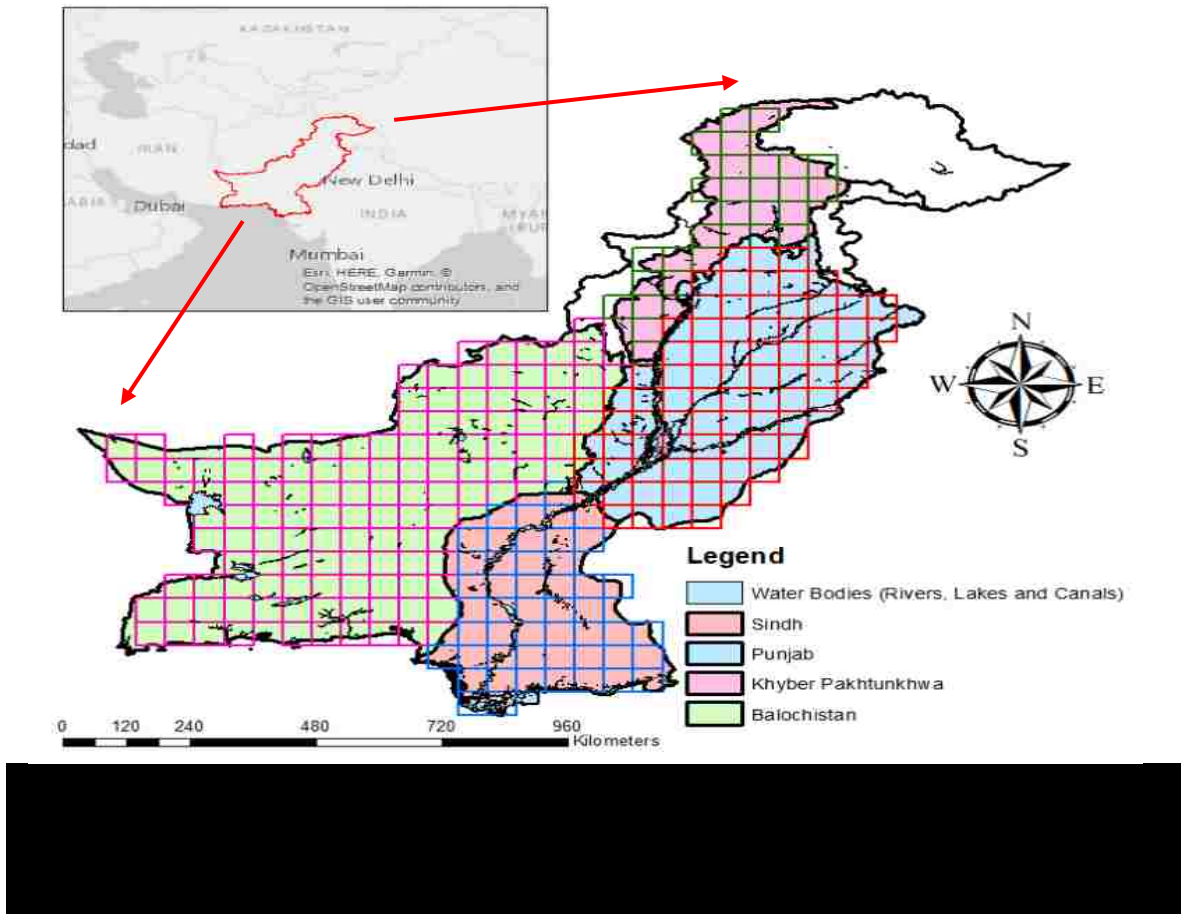 KAZAKHSTAN
dad
IRAN
New Delhi
ABIA
Dubai
INDIA
Mumbai
Esri, HERE, Garmin, ©
OpenStreetMap contributors, and
the GIS user community
N
W
E
S
Legend
Water Bodies (Rivers, Lakes and Canals)
Sindh
Punjab
Khyber Pakhtunkhwa
Balochistan
0 120 240 480 720 960
Kilometers